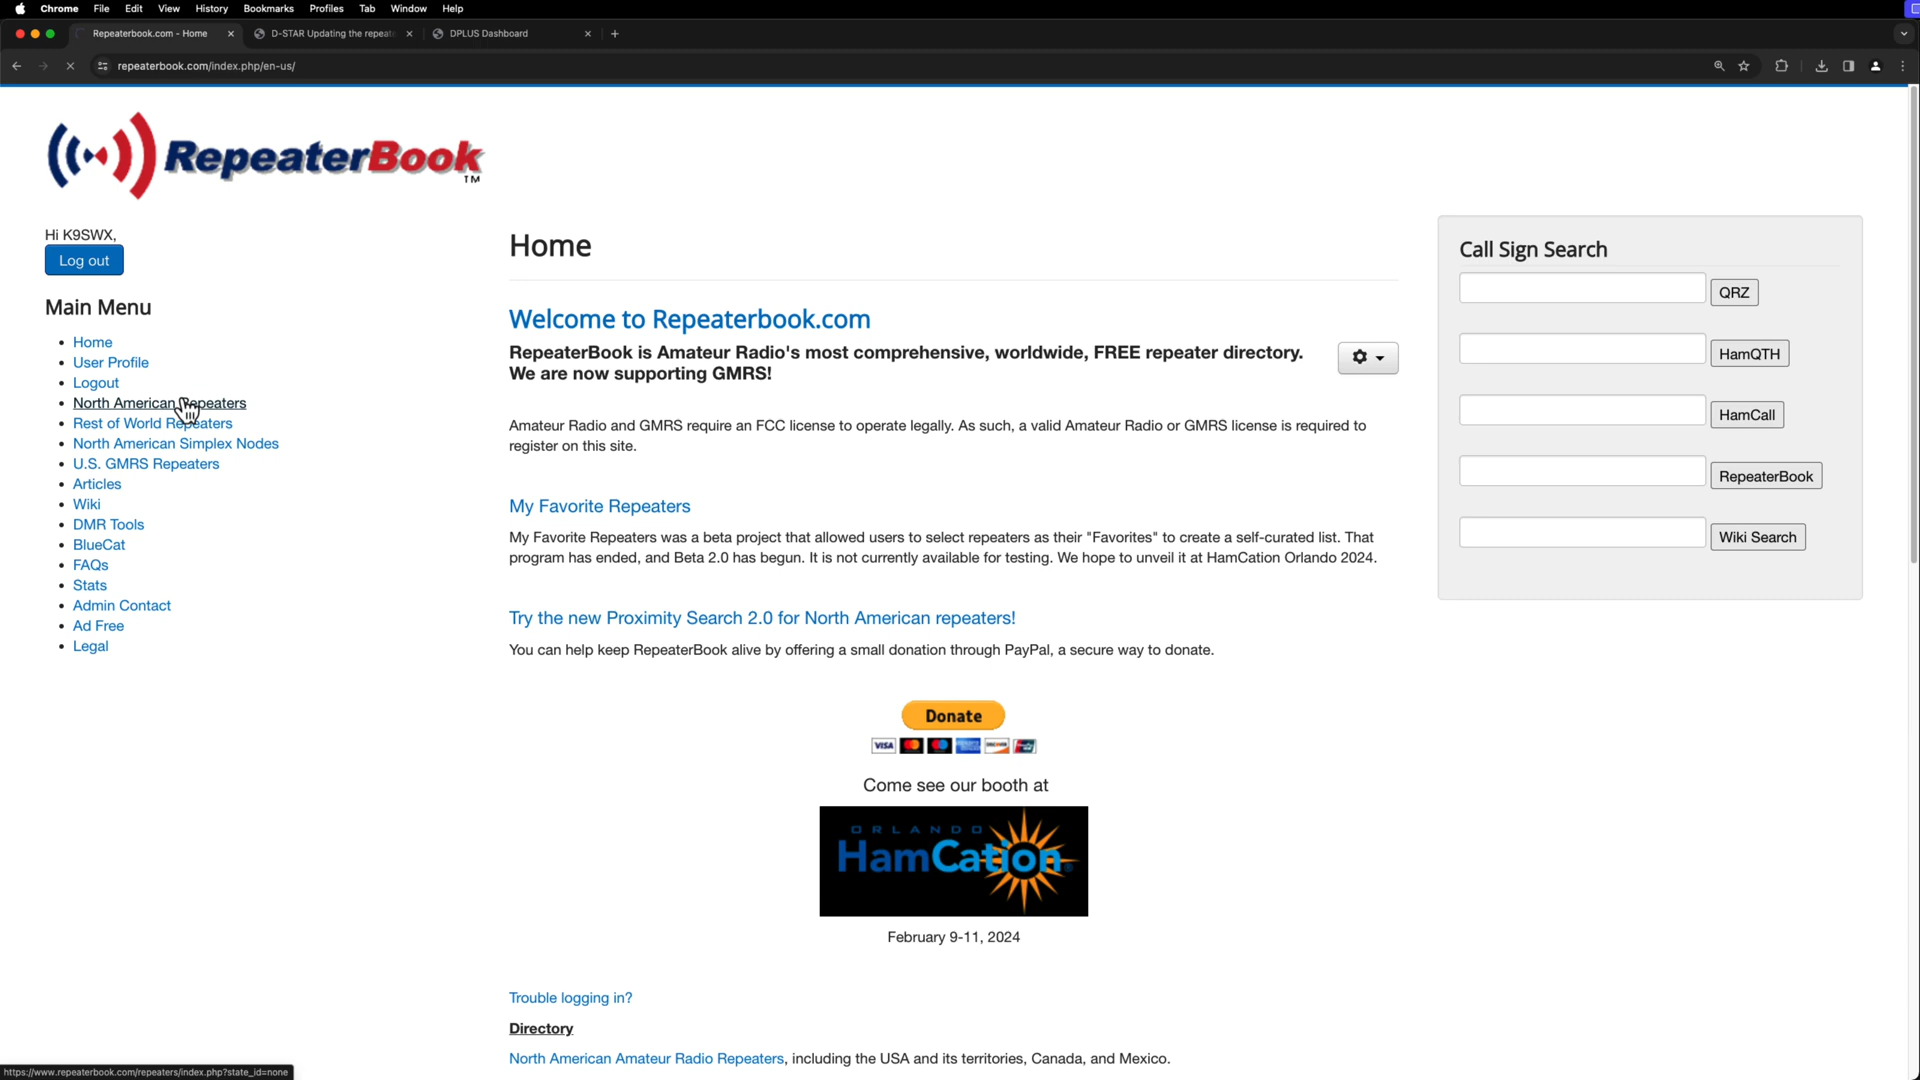 Chrome File Edit View History Bookmarks Profiles Tab Window Help
Repeaterbook.com - Home D-STAR Updating the repeate DPLUS Dashboard
repeaterbook.com/index.php/en-us/
RepeaterBook
TM
Hi K9SWX,
Log out
Main Menu
Home
User Profile
Logout
North American Repeaters
Rest of World Repeaters
North American Simplex Nodes
U.S. GMRS Repeaters
Articles
Wiki
DMR Tools
BlueCat
FAQs
Stats
Admin Contact
Ad Free
Legal
Home
Welcome to Repeaterbook.com
RepeaterBook is Amateur Radio's most comprehensive, worldwide, FREE repeater directory.
We are now supporting GMRS!
Amateur Radio and GMRS require an FCC license to operate legally. As such, a valid Amateur Radio or GMRS license is required to
register on this site.
My Favorite Repeaters
My Favorite Repeaters was a beta project that allowed users to select repeaters as their "Favorites" to create a self-curated list. That
program has ended, and Beta 2.0 has begun. It is not currently available for testing. We hope to unveil it at HamCation Orlando 2024.
Try the new Proximity Search 2.0 for North American repeaters!
You can help keep RepeaterBook alive by offering a small donation through PayPal, a secure way to donate.
Donate
VISA
DISCOVER
Come see our booth at
ORLANDO
HamCation
February 9-11, 2024
Trouble logging in?
Directory
North American Amateur Radio Repeaters, including the USA and its territories, Canada, and Mexico.
Call Sign Search
QRZ
HamQTH
HamCall
RepeaterBook
Wiki Search
https://www.repeaterbook.com/repeaters/index.php?state_id=none